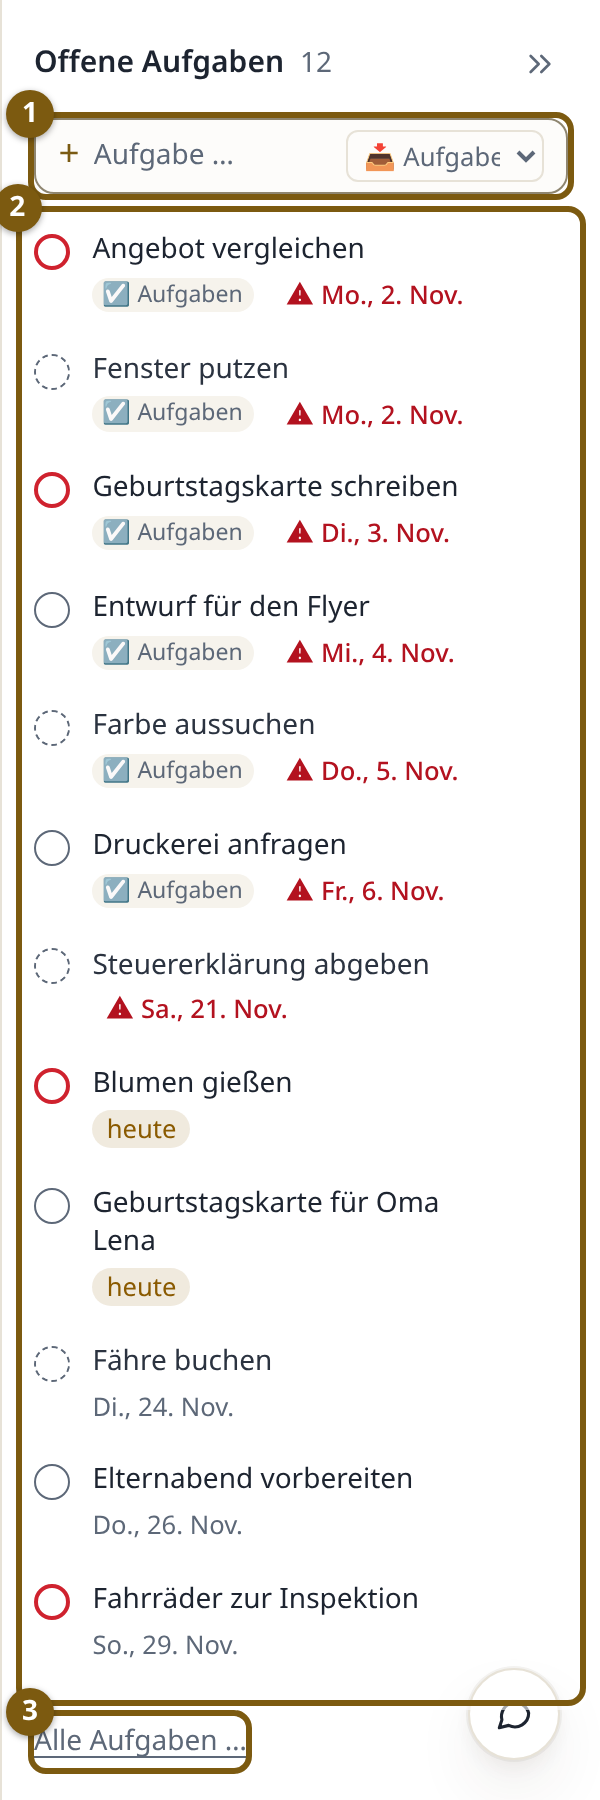 Offene Aufgaben 12
1
+ Aufgabe ... Aufgabe
2
Angebot vergleichen
Aufgaben Mo., 2. Nov.
Fenster putzen
Aufgaben Mo., 2. Nov.
Geburtstagskarte schreiben
Aufgaben Di., 3. Nov.
Entwurf für den Flyer
Aufgaben Mi., 4. Nov.
Farbe aussuchen
Aufgaben Do., 5. Nov.
Druckerei anfragen
Aufgaben Fr., 6. Nov.
Steuererklärung abgeben
Sa., 21. Nov.
Blumen gießen
heute
Geburtstagskarte für Oma
Lena
heute
Fähre buchen
Di., 24. Nov.
Elternabend vorbereiten
Do., 26. Nov.
Fahrräder zur Inspektion
So., 29. Nov.
3
Alle Aufgaben ...